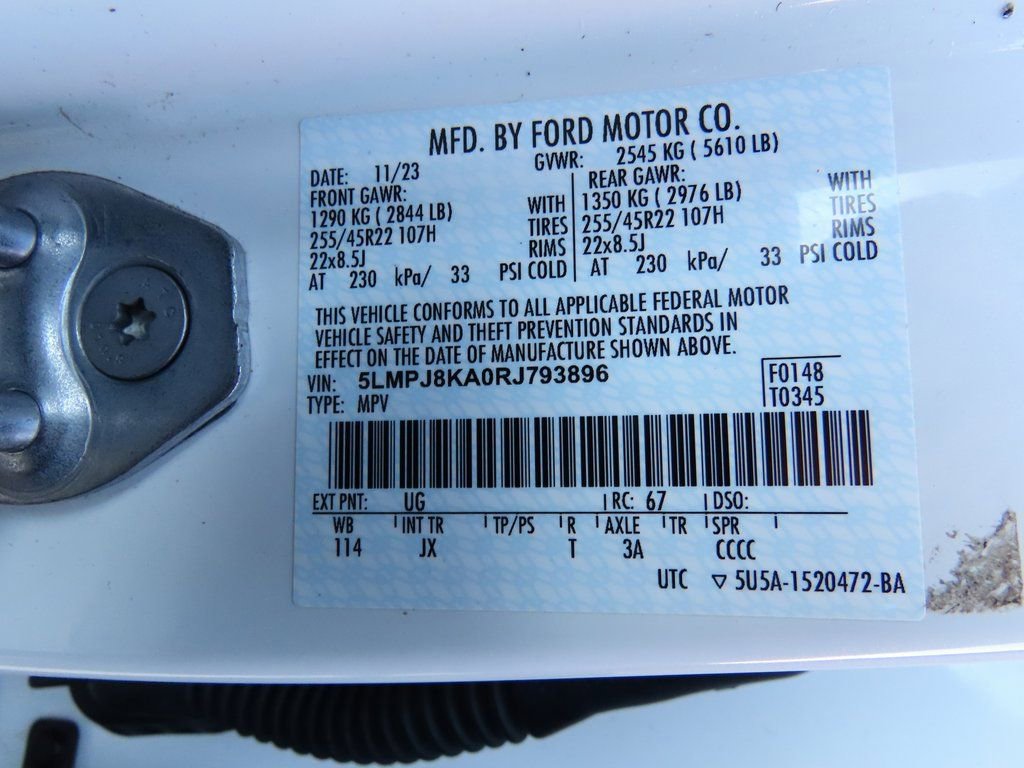 MFD. BY FORD MOTOR CO.
DATE: 11/23 GVWR: 2545 KG ( 5610 LB)
FRONT GAWR: REAR GAWR:
1290 KG ( 2844 LB) WITH 1350 KG ( 2976 LB) WITH
255/45R22 107H TIRES 255/45R22 107H TIRES
22x8.5J RIMS 22x8.5J RIMS
AT 230 kPa/ 33 PSI COLD AT 230 kPa/ 33 PSI COLD
THIS VEHICLE CONFORMS TO ALL APPLICABLE FEDERAL MOTOR
VEHICLE SAFETY AND THEFT PREVENTION STANDARDS IN
EFFECT ON THE DATE OF MANUFACTURE SHOWN ABOVE.
VIN: 5LMPJ8KA0RJ793896 F0148
TYPE: MPV T0345
EXT PNT: UG RC: 67 DSO:
WB INT TR TP/PS R AXLE TR SPR
114 JX T 3A CCCC
UTC ▽ 5U5A-1520472-BA